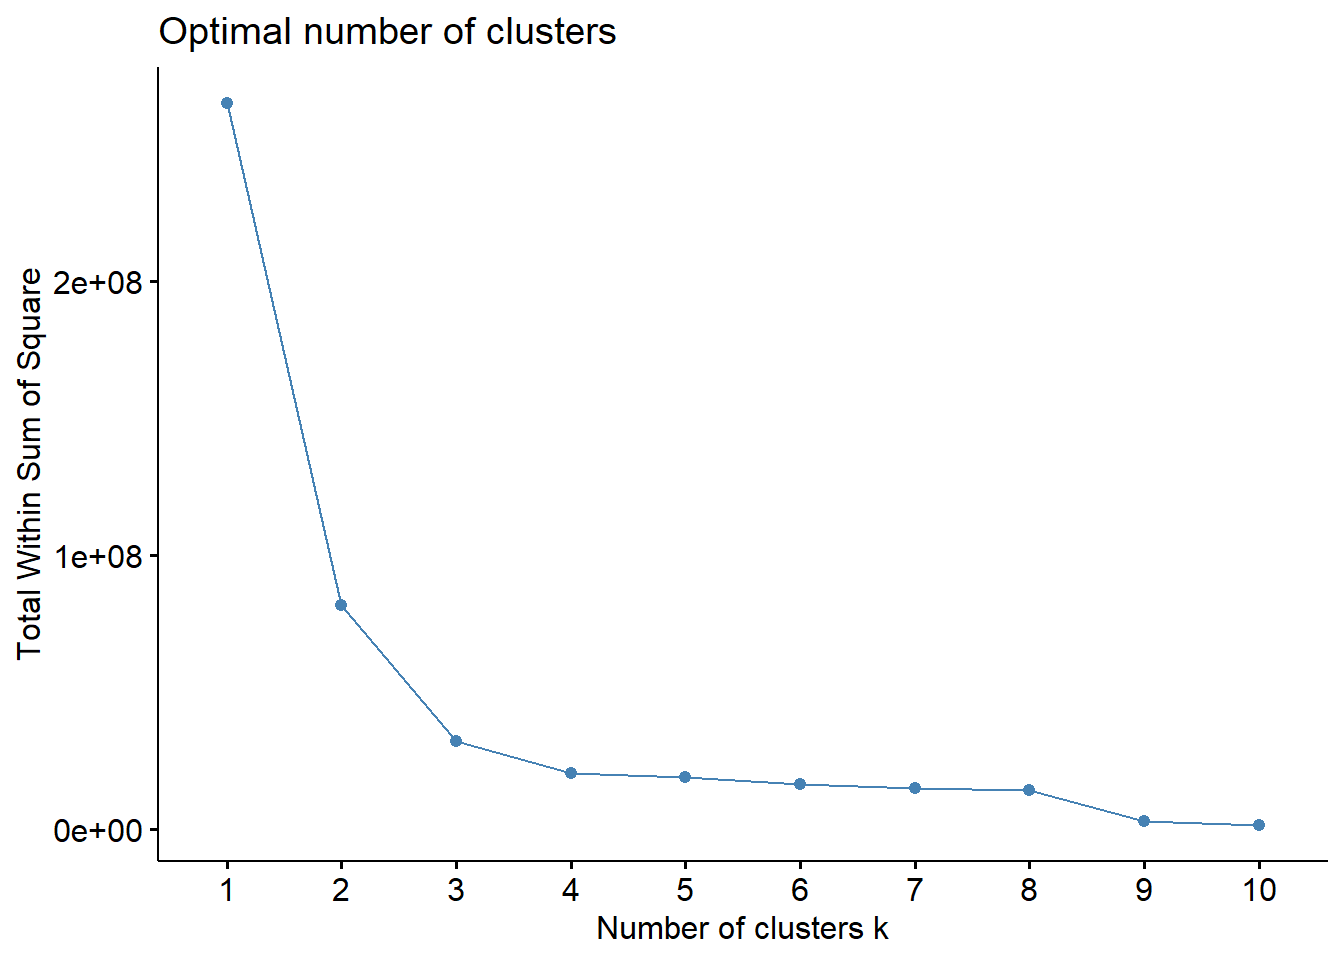 Optimal number of clusters
Total Within Sum of Square
2e+08
1e+08
0e+00
1 2 3 4 5 6 7 8 9 10
Number of clusters k